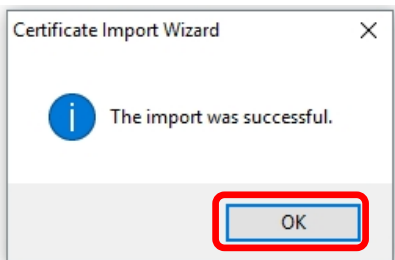 Certificate Import Wizard
The import was successful.
OK